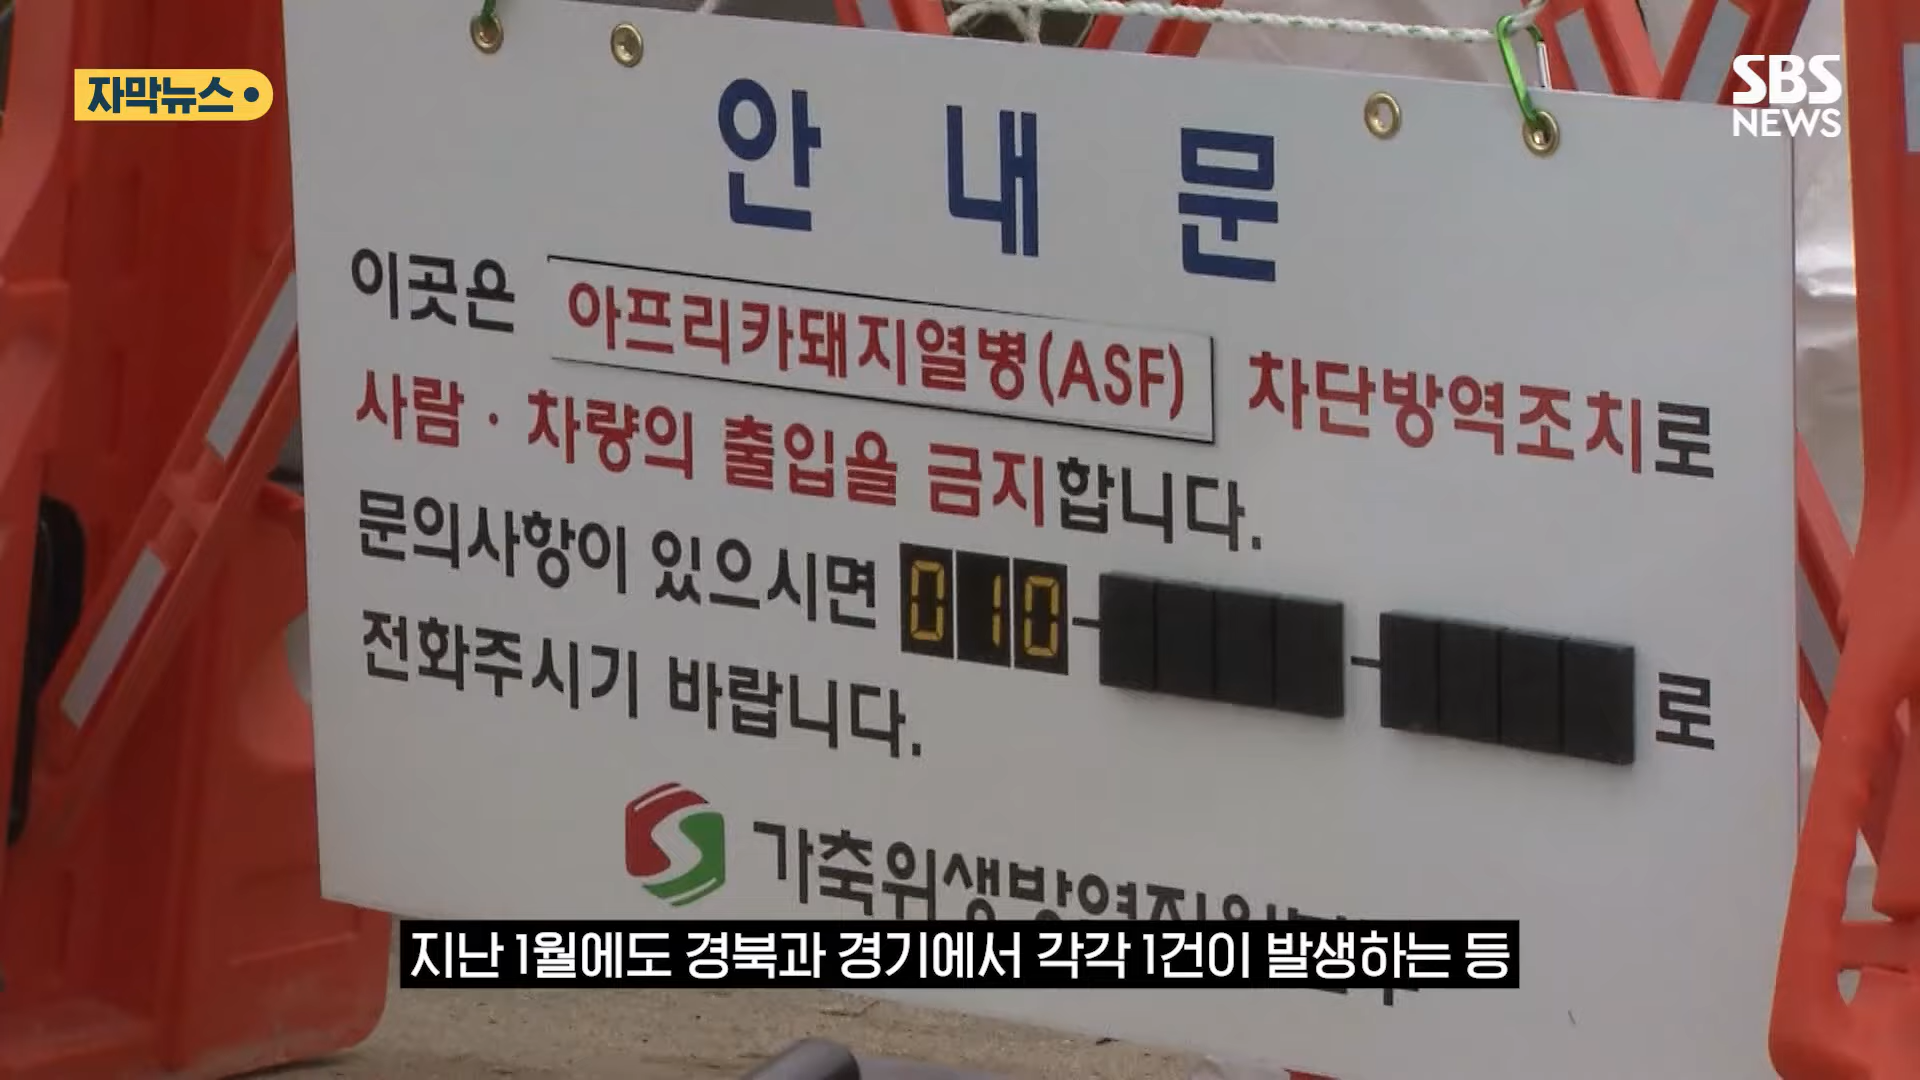 자막뉴스
SBS
NEWS
안내문
이곳은 아프리카돼지열병(ASF) 차단방역조치로
사람·차량의 출입을 금지합니다.
문의사항이 있으시면 010- - 로
전화주시기 바랍니다.
지난 1월에도 경북과 경기에서 각각 1건이 발생하는 등